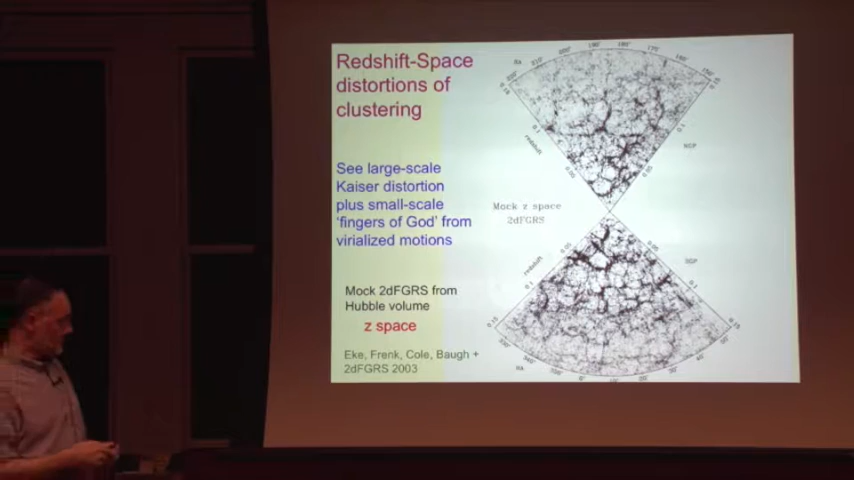 Redshift-Space
distortions of
clustering
See large-scale
Kaiser distortion
plus small-scale
'fingers of God' from
virialized motions
Mock 2dFGRS from
Hubble volume
z space
Eke, Frenk, Cole, Baugh +
2dFGRS 2003
Mock z space
2dFGRS
RA
redshift
NGP
redshift
SGP
RA